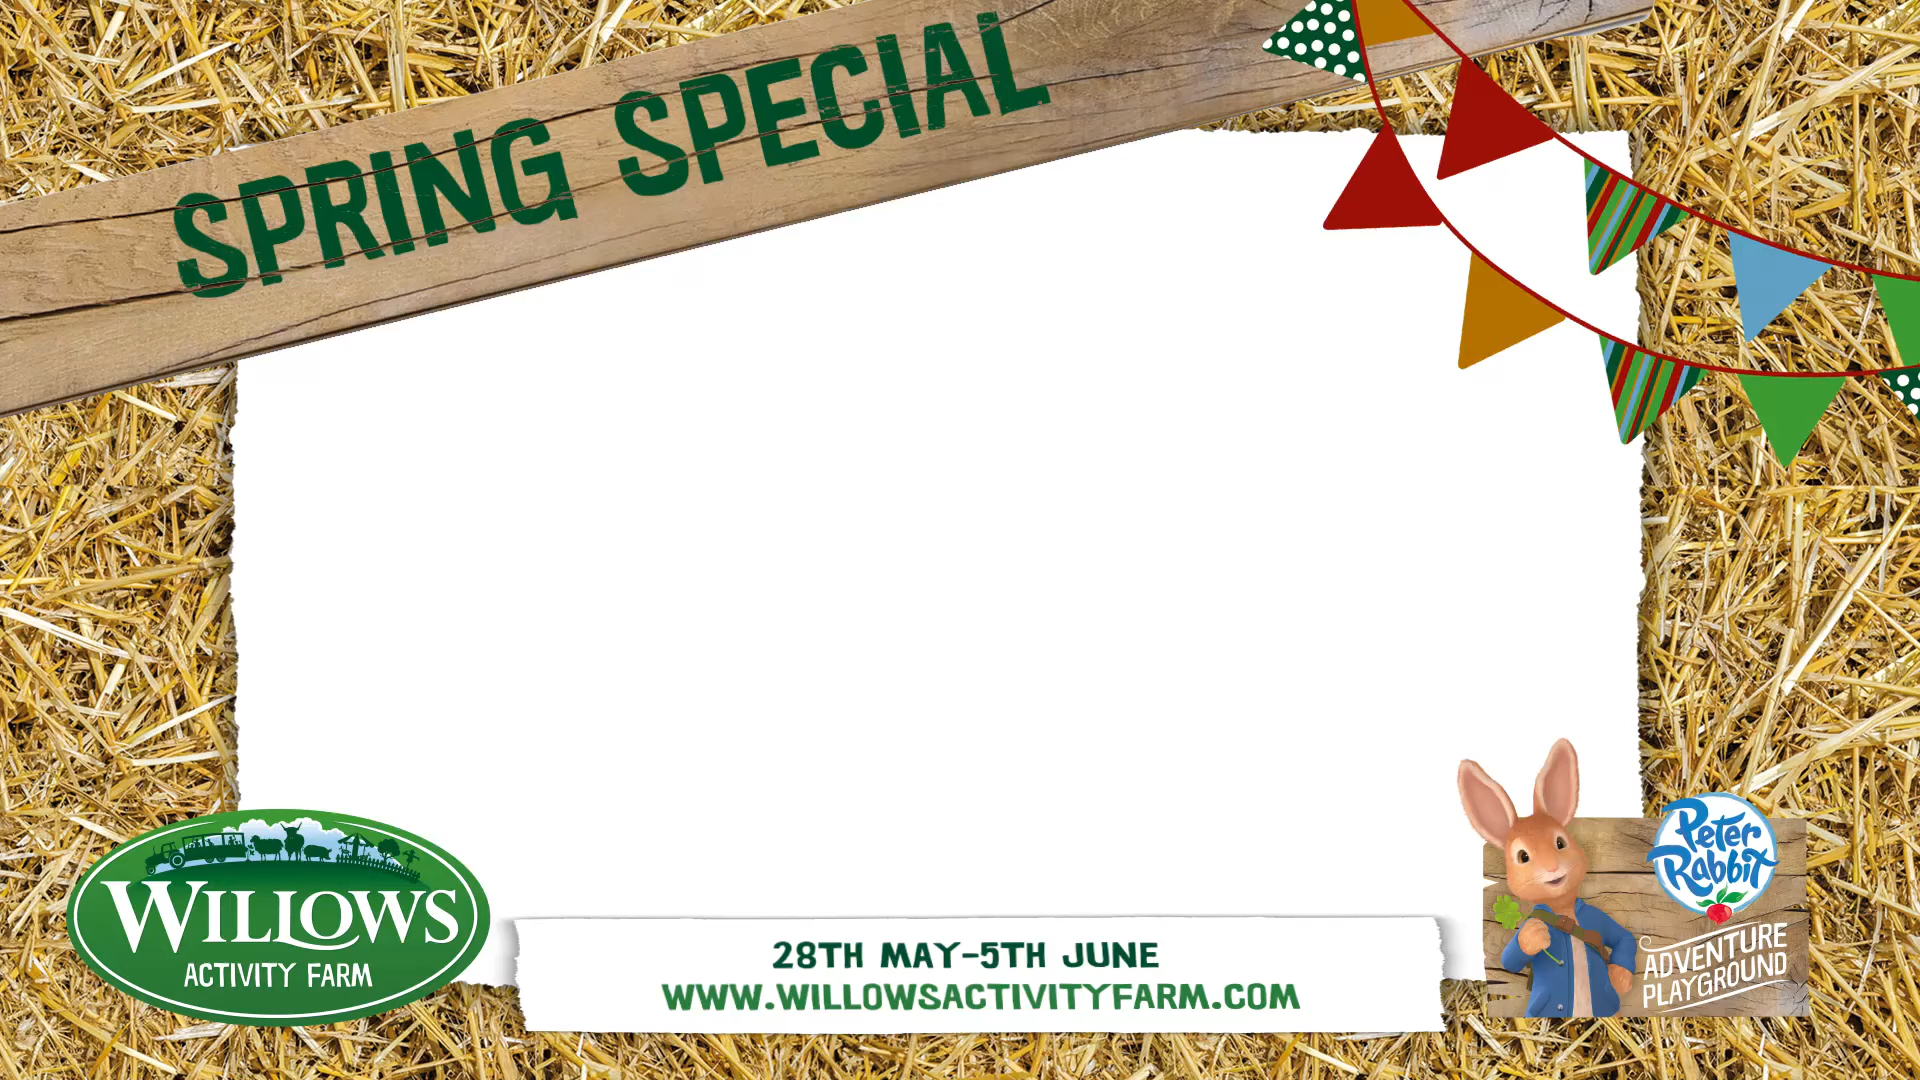 SPRING SPECIAL
WILLOWS
ACTIVITY FARM
28TH MAY-5TH JUNE
WWW.WILLOWSACTIVITYFARM.COM
Peter
Rabbit
ADVENTURE
PLAYGROUND